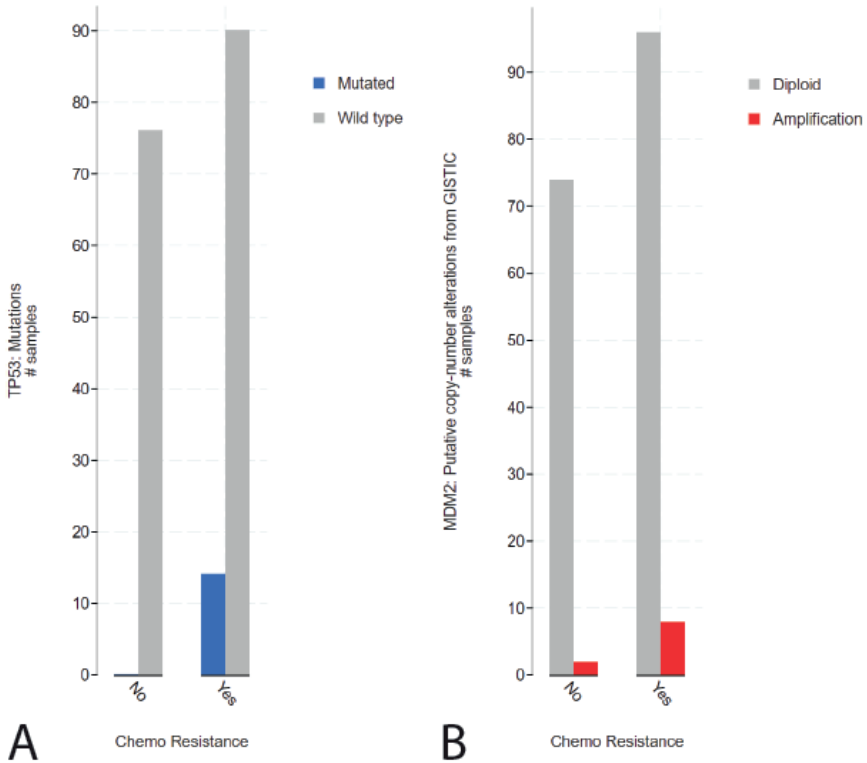 90
80
70
60
50
40
30
20
10
0
TP53: Mutations
# samples
No
Yes
Chemo Resistance
Mutated
Wild type
A
90
80
70
60
50
40
30
20
10
0
MDM2: Putative copy-number alterations from GISTIC
# samples
No
Yes
Chemo Resistance
Diploid
Amplification
B